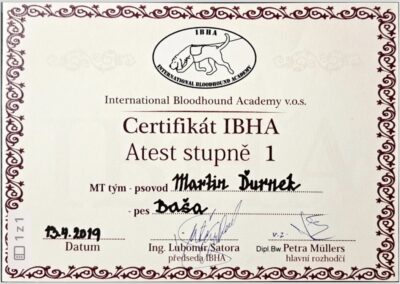 IBHA
INTERNATIONAL BLOODHOUND ACADEMY
International Bloodhound Academy v.o.s.
Certifikát IBHA
Atest stupně 1
MT tým - psovod Martin Ďurnek
- pes Daša
13.4.2019
Datum
Ing. Lubomír Šatora
předseda IBHA
v.z.
Dipl.Bw Petra Müllers
hlavní rozhodčí
1 z 1